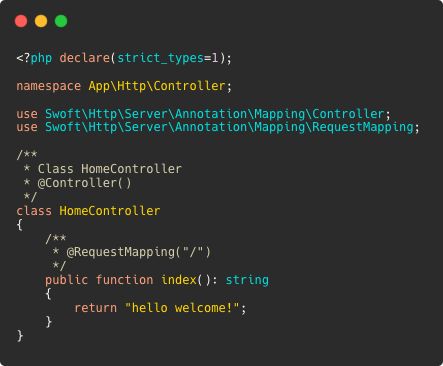 <?php declare(strict_types=1);

namespace App\Http\Controller;

use Swoft\Http\Server\Annotation\Mapping\Controller;
use Swoft\Http\Server\Annotation\Mapping\RequestMapping;

/**
 * Class HomeController
 * @Controller()
 */
class HomeController
{
    /**
     * @RequestMapping("/")
     */
    public function index(): string
    {
        return "hello welcome!";
    }
}